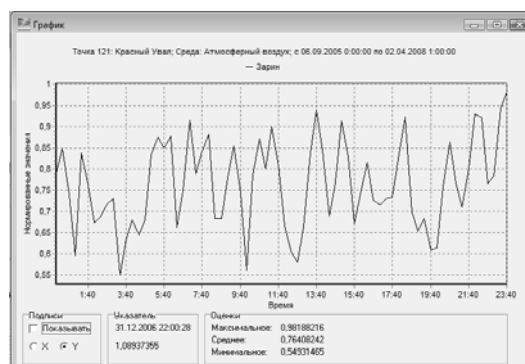 График
Точка 121: Красный Увал; Среда: Атмосферный воздух; с 06.09.2005 0:00:00 по 02.04.2008 1:00:00
— Зарин
Нормированные значения
1
0,95
0,9
0,85
0,8
0,75
0,7
0,65
0,6
0,55
1:40 3:40 5:40 7:40 9:40 11:40 13:40 15:40 17:40 19:40 21:40 23:40
Время
Подписи
Показывать
X Y
Указатель
31.12.2006 22:00:28
1,08937355
Оценки
Максимальное: 0,98188216
Среднее: 0,76408242
Минимальное: 0,54931465